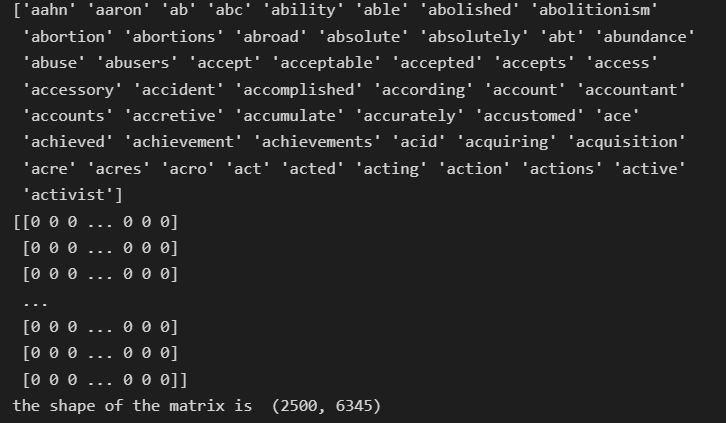 ['aahn' 'aaron' 'ab' 'abc' 'ability' 'able' 'abolished' 'abolitionism'
 'abortion' 'abortions' 'abroad' 'absolute' 'absolutely' 'abt' 'abundance'
 'abuse' 'abusers' 'accept' 'acceptable' 'accepted' 'accepts' 'access'
 'accessory' 'accident' 'accomplished' 'according' 'account' 'accountant'
 'accounts' 'accretive' 'accumulate' 'accurately' 'accustomed' 'ace'
 'achieved' 'achievement' 'achievements' 'acid' 'acquiring' 'acquisition'
 'acre' 'acres' 'acro' 'act' 'acted' 'acting' 'action' 'actions' 'active'
 'activist']
[[0 0 0 ... 0 0 0]
 [0 0 0 ... 0 0 0]
 [0 0 0 ... 0 0 0]
 ...
 [0 0 0 ... 0 0 0]
 [0 0 0 ... 0 0 0]
 [0 0 0 ... 0 0 0]]
the shape of the matrix is  (2500, 6345)